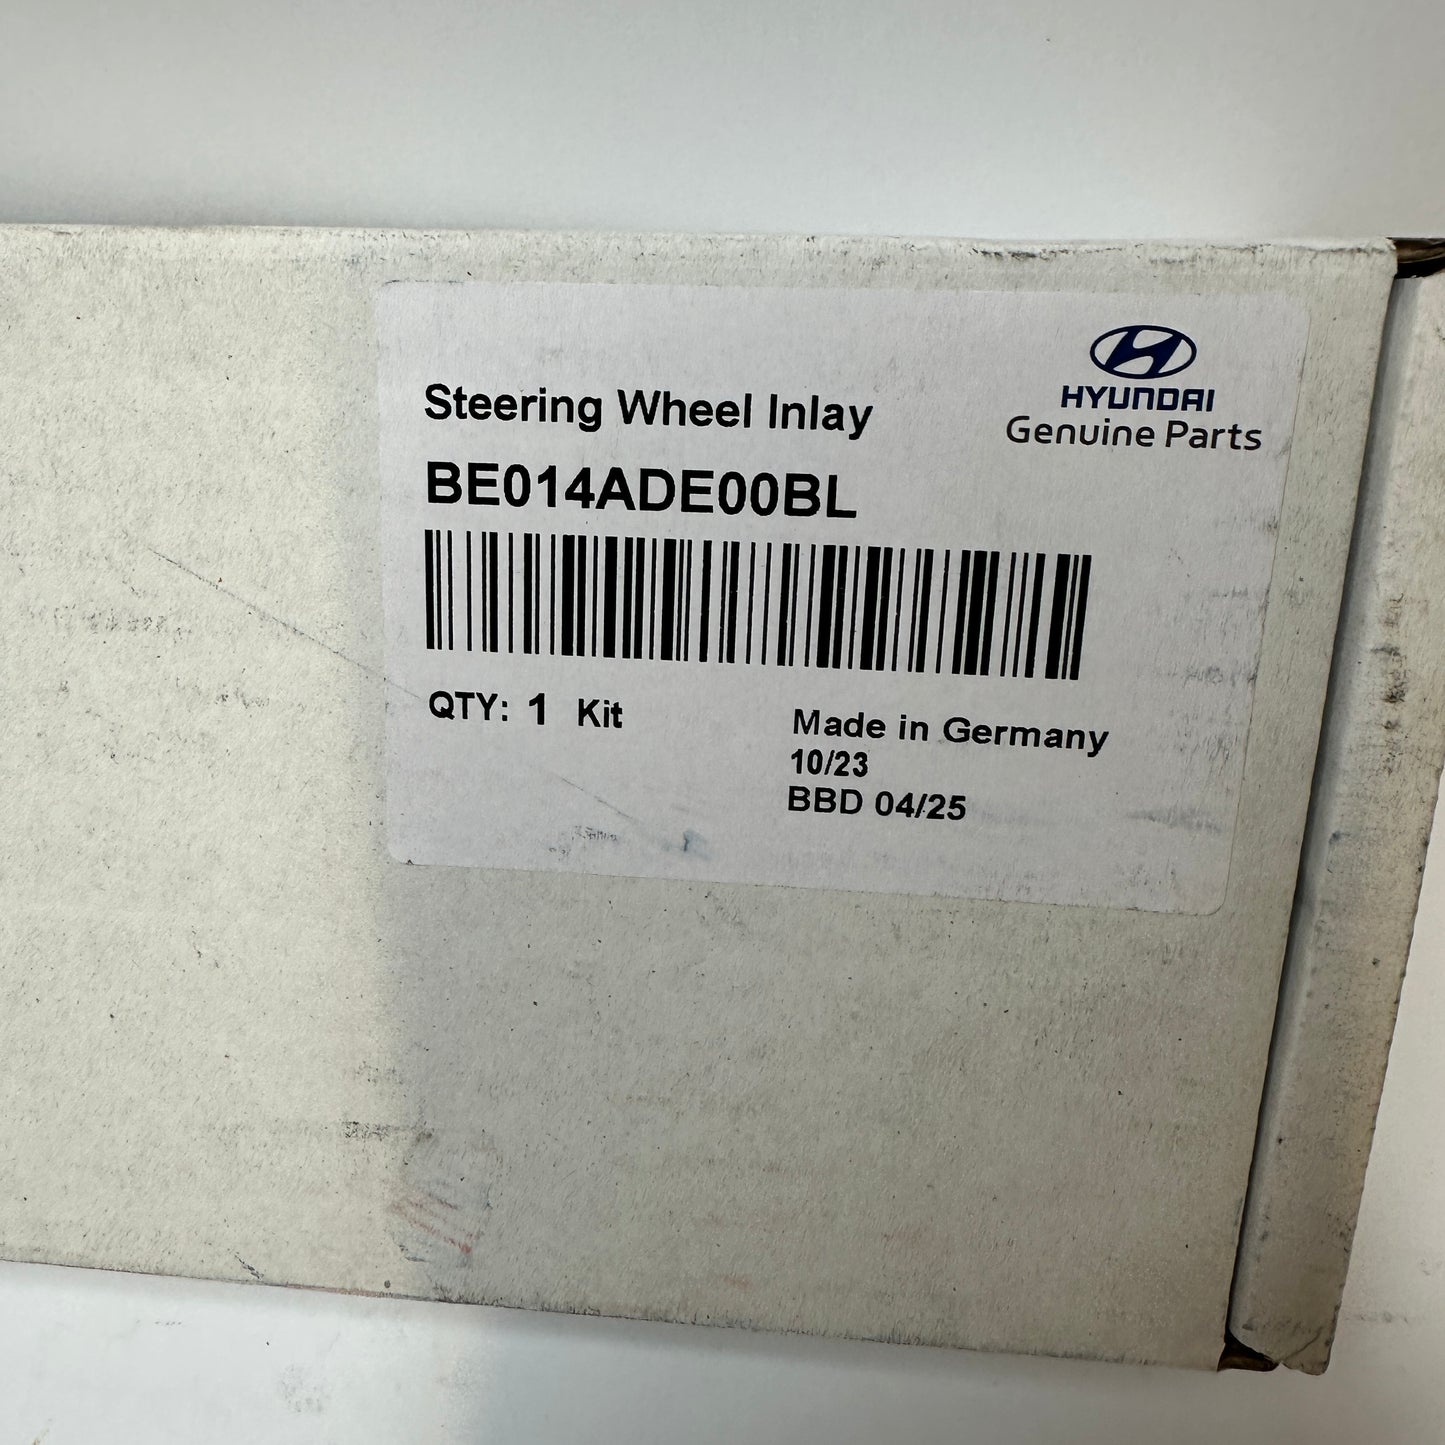 HYUNDAI
Genuine Parts
Steering Wheel Inlay
BE014ADE00BL
QTY: 1 Kit
Made in Germany
10/23
BBD 04/25